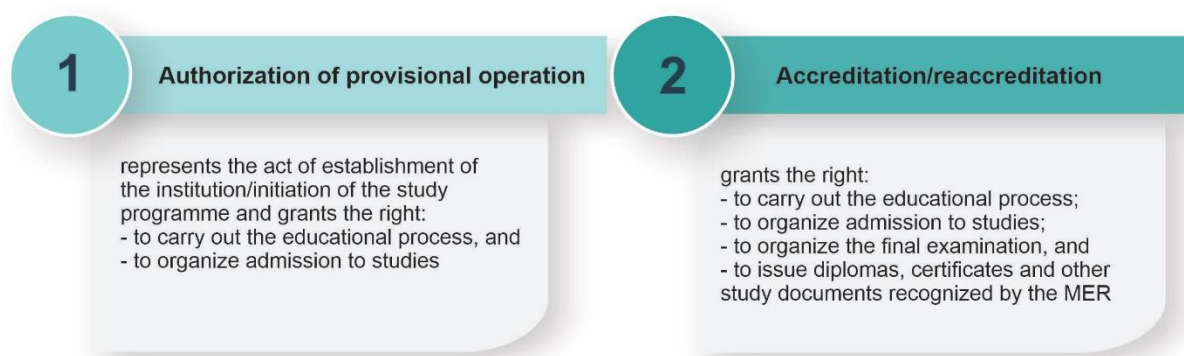 1
Authorization of provisional operation
represents the act of establishment of
the institution/initiation of the study
programme and grants the right:
- to carry out the educational process, and
- to organize admission to studies
2
Accreditation/reaccreditation
grants the right:
- to carry out the educational process;
- to organize admission to studies;
- to organize the final examination, and
- to issue diplomas, certificates and other
study documents recognized by the MER